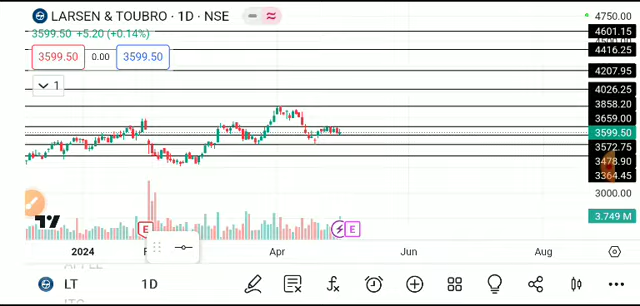 LARSEN & TOUBRO · 1D · NSE
3599.50 +5.20 (+0.14%)
3599.50 0.00 3599.50
1
4750.00
4601.15
4416.25
4207.95
4026.00
3858.20
3659.00
3599.50
3572.75
3478.90
3364.45
3000.00
3.749 M
E
E
2024 Apr Jun Aug
LT 1D